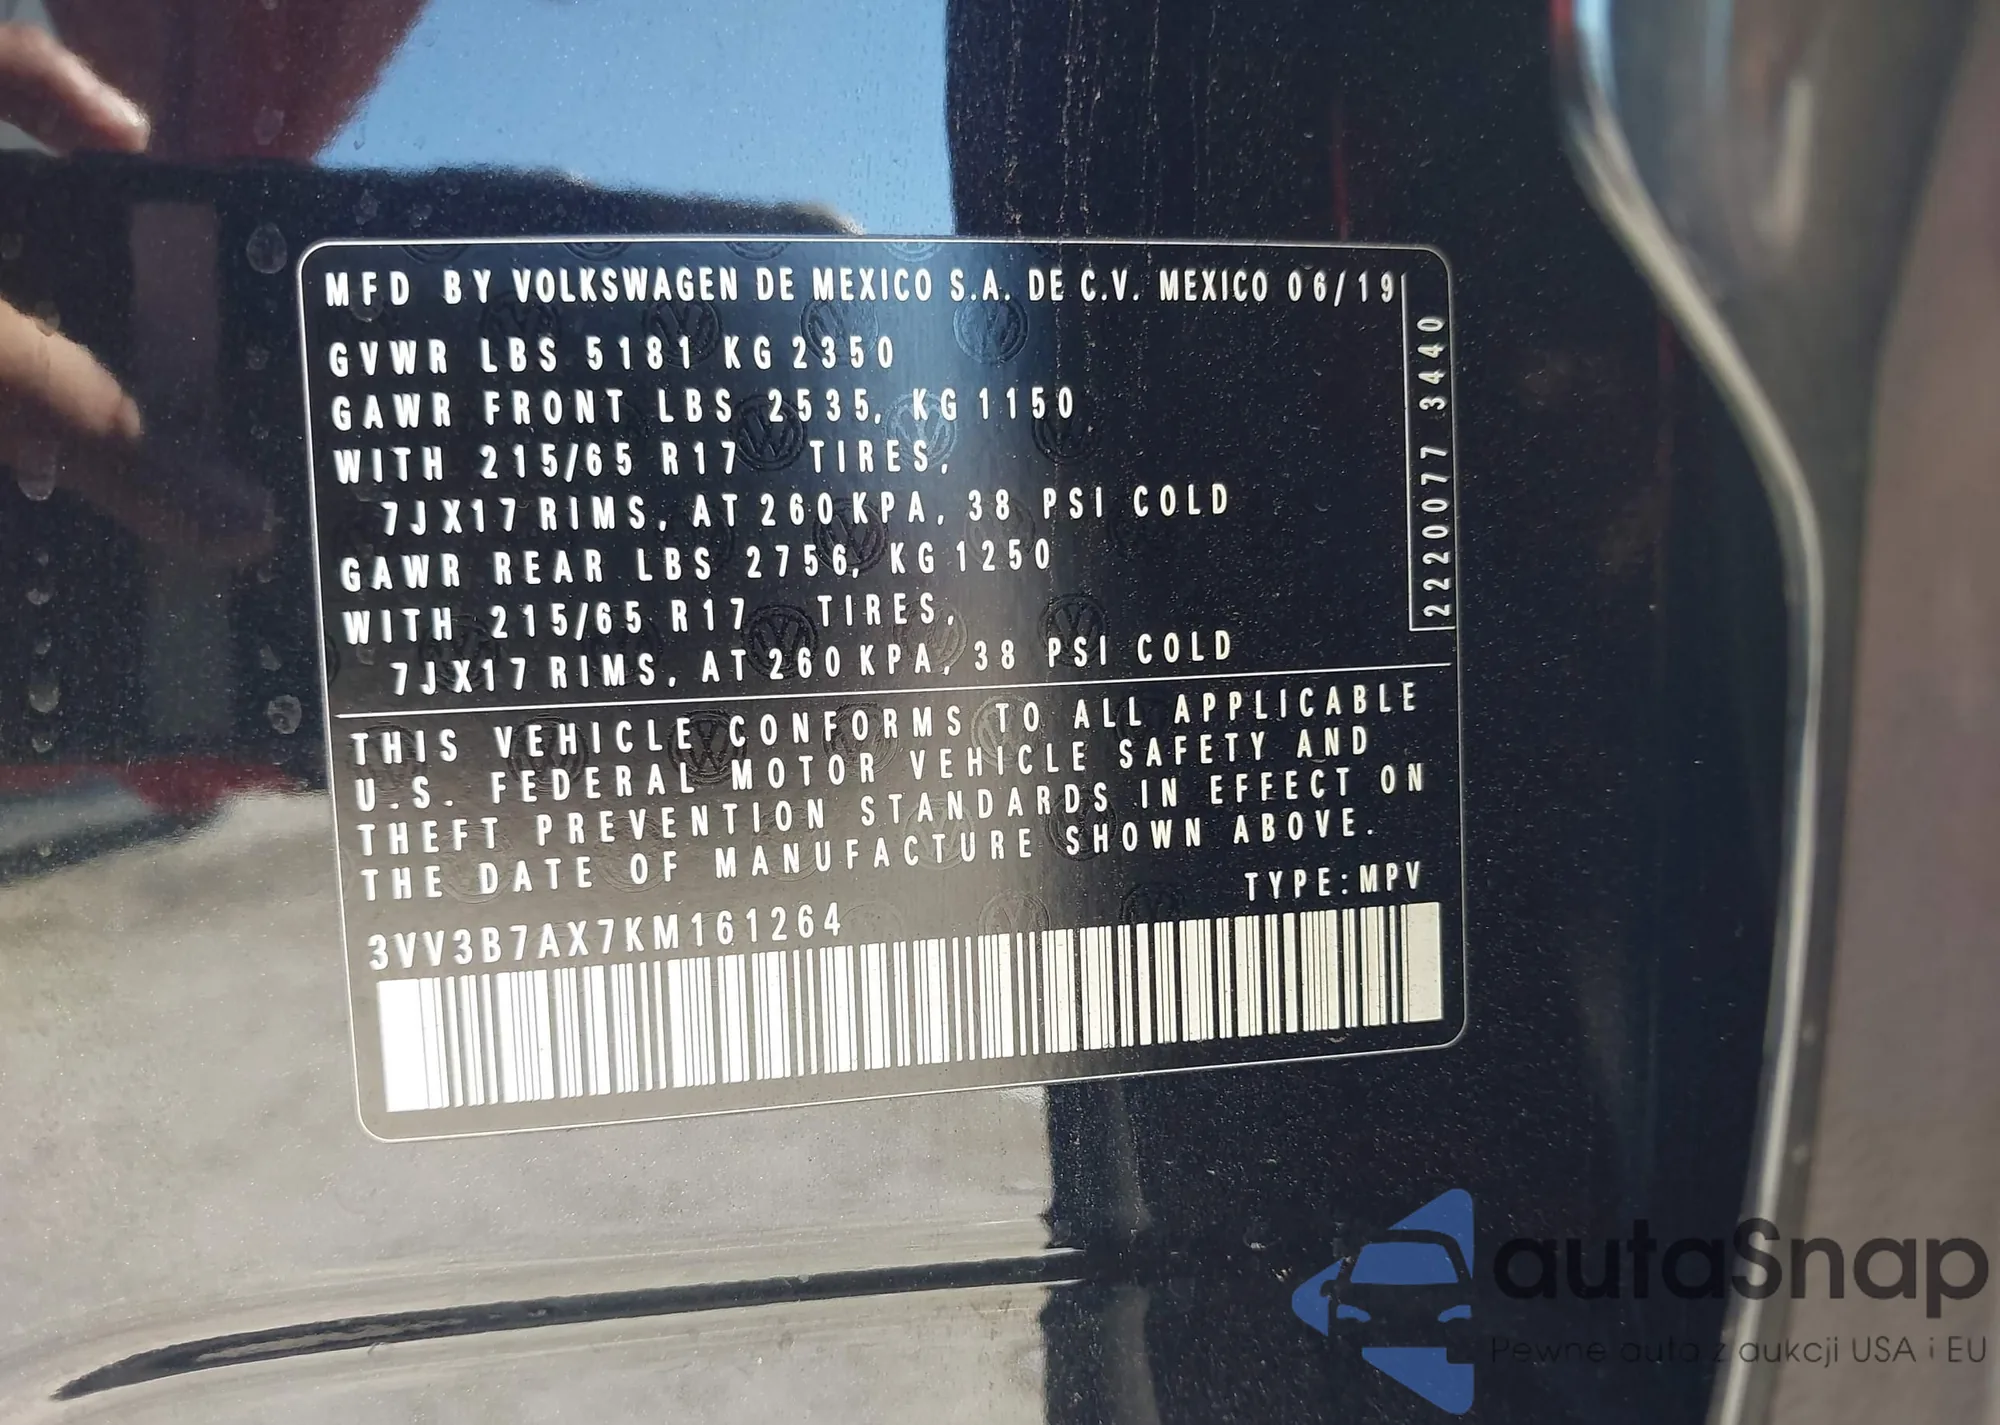 MFD BY VOLKSWAGEN DE MEXICO S.A. DE C.V. MEXICO 06/19
GVWR LBS 5181 KG 2350
GAWR FRONT LBS 2535, KG 1150
WITH 215/65 R17 TIRES,
7JX17 RIMS, AT 260 KPA, 38 PSI COLD
GAWR REAR LBS 2756, KG 1250
WITH 215/65 R17 TIRES,
7JX17 RIMS, AT 260 KPA, 38 PSI COLD
2220077 3440
THIS VEHICLE CONFORMS TO ALL APPLICABLE
U.S. FEDERAL MOTOR VEHICLE SAFETY AND
THEFT PREVENTION STANDARDS IN EFFECT ON
THE DATE OF MANUFACTURE SHOWN ABOVE.
TYPE:MPV
3VV3B7AX7KM161264
autaSnap
Pewne auta z aukcji USA i EU